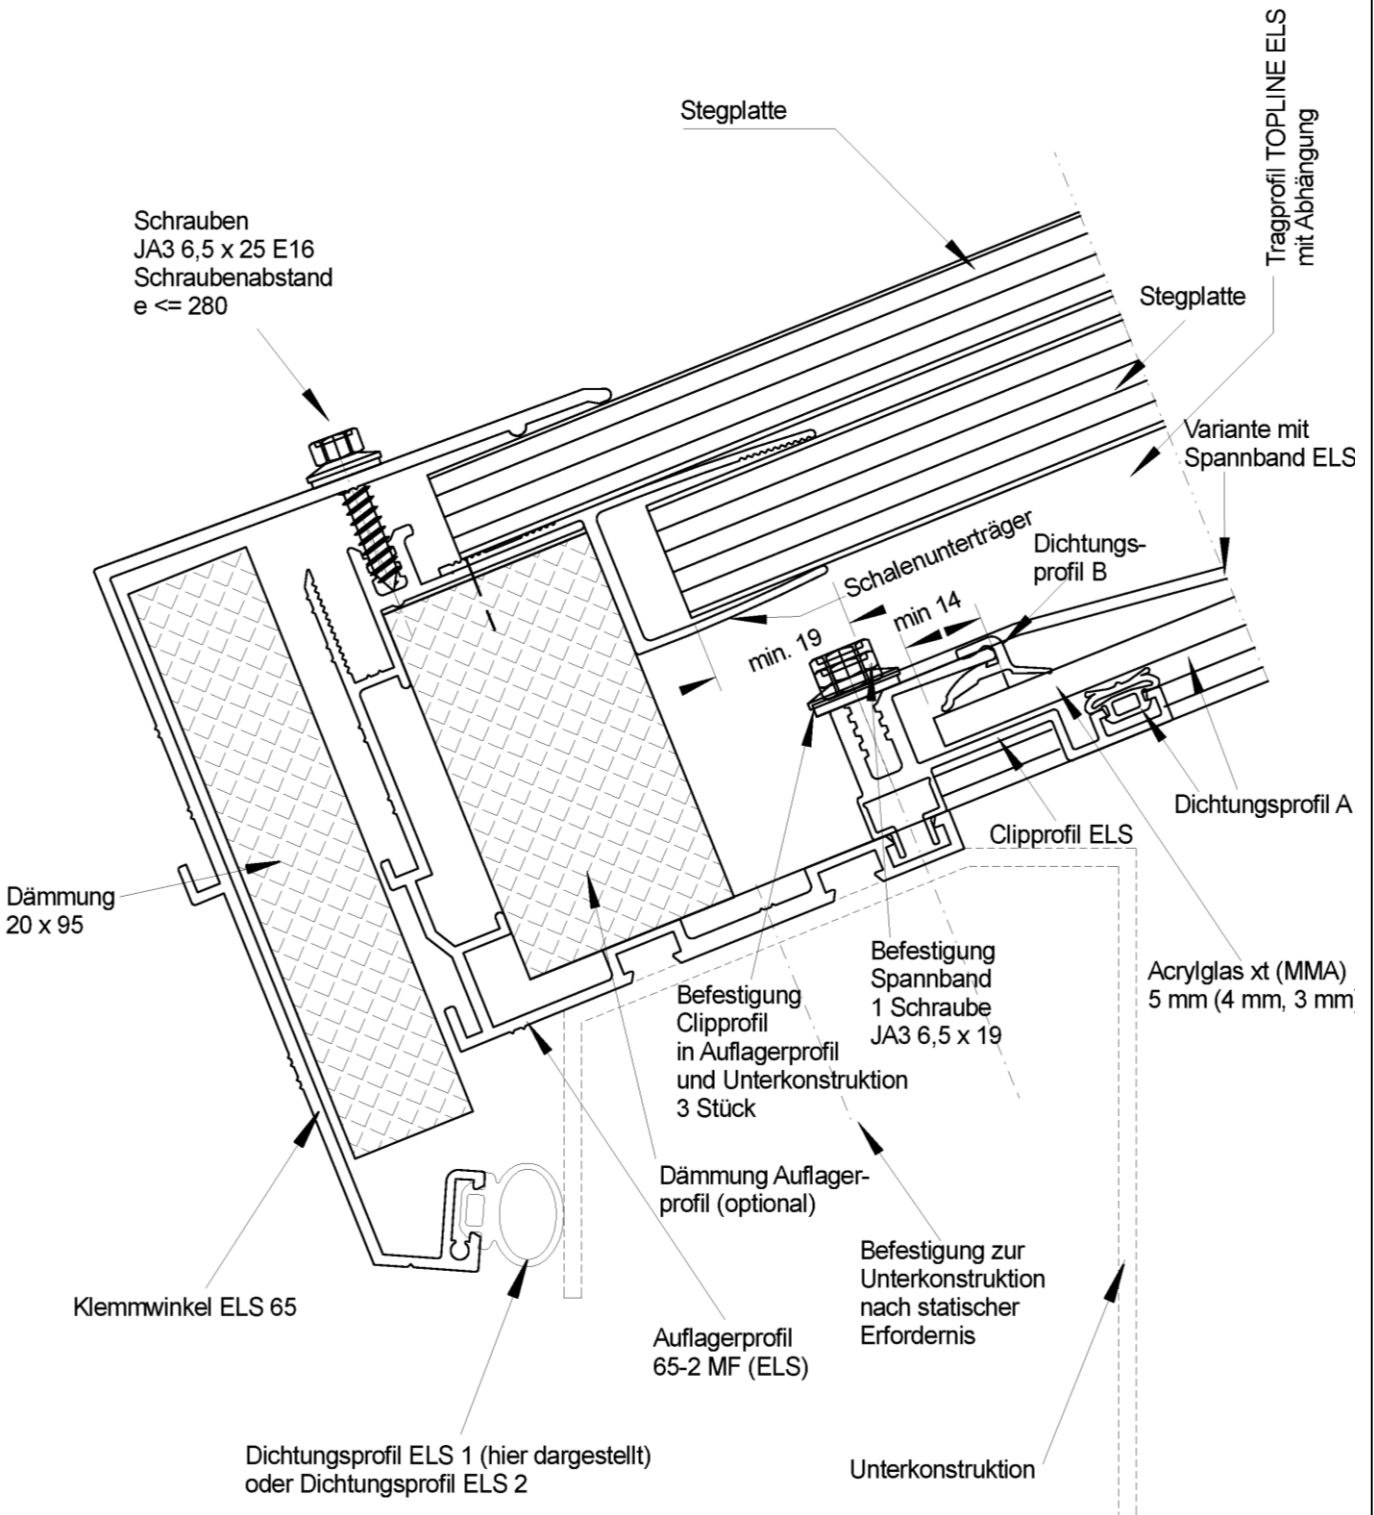 Tragprofil TOPLINE ELS
mit Abhängung
Stegplatte
Schrauben
JA3 6,5 x 25 E16
Schraubenabstand
e <= 280
Stegplatte
Variante mit
Spannband ELS
Schalenunterträger
Dichtungs-
profil B
min. 19
min 14
Dichtungsprofil A
Clipprofil ELS
Dämmung
20 x 95
Befestigung
Spannband
1 Schraube
JA3 6,5 x 19
Acrylglas xt (MMA)
5 mm (4 mm, 3 mm
Befestigung
Clipprofil
in Auflagerprofil
und Unterkonstruktion
3 Stück
Dämmung Auflager-
profil (optional)
Befestigung zur
Unterkonstruktion
nach statischer
Erfordernis
Klemmwinkel ELS 65
Auflagerprofil
65-2 MF (ELS)
Dichtungsprofil ELS 1 (hier dargestellt)
oder Dichtungsprofil ELS 2
Unterkonstruktion